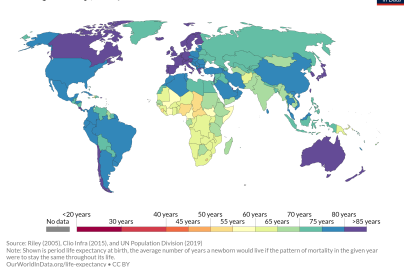 <20 years 40 years 50 years 60 years 70 years 80 years
No data 30 years 45 years 55 years 65 years 75 years >85 years
Source: Riley (2005), Clio Infra (2015), and UN Population Division (2019)
Note: Shown is period life expectancy at birth, the average number of years a newborn would live if the pattern of mortality in the given year
were to stay the same throughout its life.
OurWorldInData.org/life-expectancy • CC BY